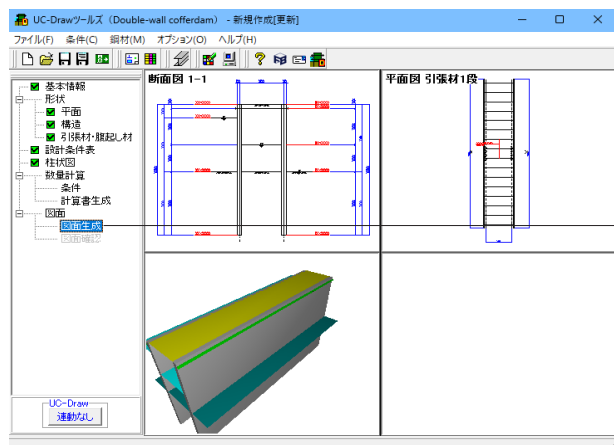 UC-Drawツールズ（Double-wall cofferdam） - 新規作成[更新]
ファイル(F) 条件(C) 鋼材(M) オプション(O) ヘルプ(H)
基本情報
形状
平面
構造
引張材・腹起し材
設計条件表
柱状図
数量計算
条件
計算書生成
図面
図面生成
図面確認
UC-Draw
連動なし
断面図 1-1
平面図 引張材1段